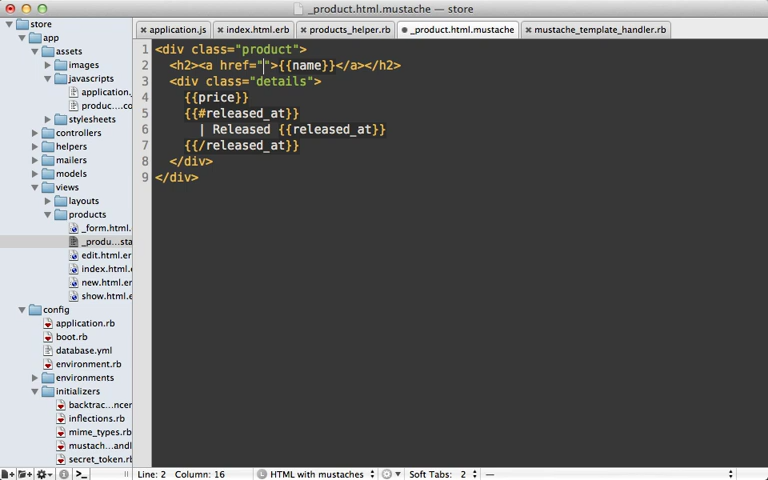 _product.html.mustache — store
store
app
assets
images
javascripts
application.
produc....co
stylesheets
controllers
helpers
mailers
models
views
layouts
products
_form.html.
_produ...sta
edit.html.er
index.html.e
new.html.er
show.html.e
config
application.rb
boot.rb
database.yml
environment.rb
environments
initializers
backtrac...ncer
inflections.rb
mime_types.rb
mustach...andl
secret_token.rb
application.js
index.html.erb
products_helper.rb
_product.html.mustache
mustache_template_handler.rb
1 <div class="product">
2 <h2><a href="">{{name}}</a></h2>
3 <div class="details">
4 {{price}}
5 {{#released_at}}
6 | Released {{released_at}}
7 {{/released_at}}
8 </div>
9 </div>
Line: 2 Column: 16
HTML with mustaches
Soft Tabs: 2
—